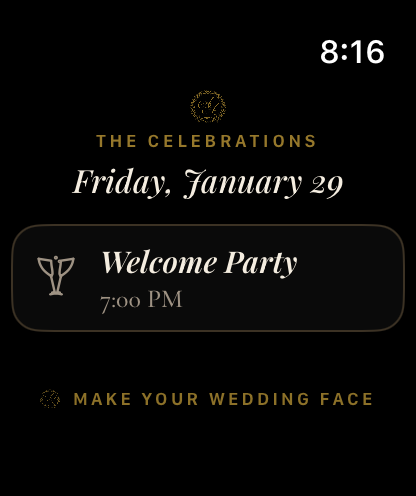 8:16
THE CELEBRATIONS
Friday, January 29
Welcome Party
7:00 PM
MAKE YOUR WEDDING FACE